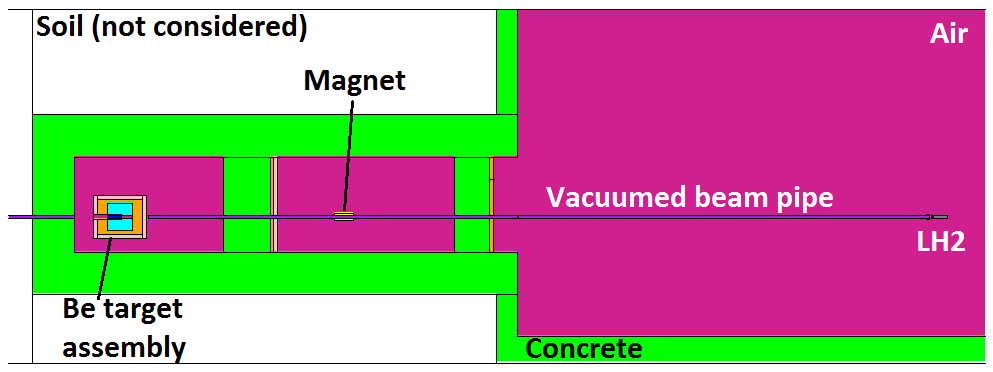 Soil (not considered)
Air
Magnet
Vacuumed beam pipe
LH2
Be target
assembly
Concrete